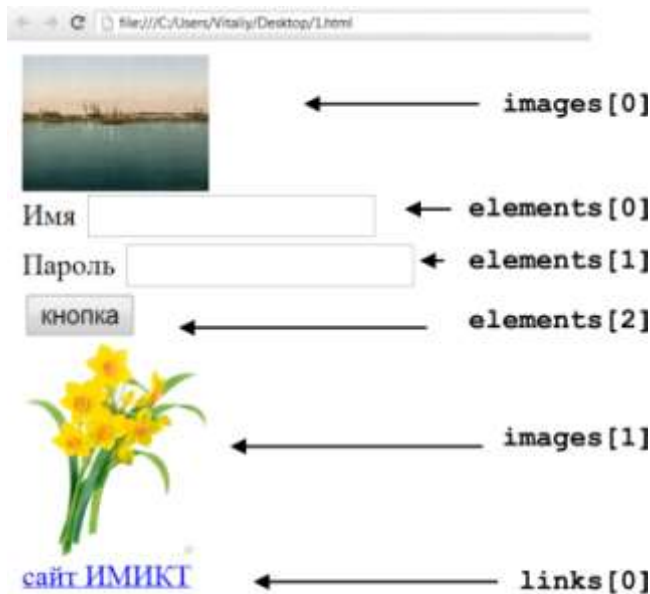 file:///C:/Users/Vitaliy/Desktop/1.html
images[0]
Имя elements[0]
Пароль elements[1]
кнопка elements[2]
images[1]
сайт ИМИКТ links[0]